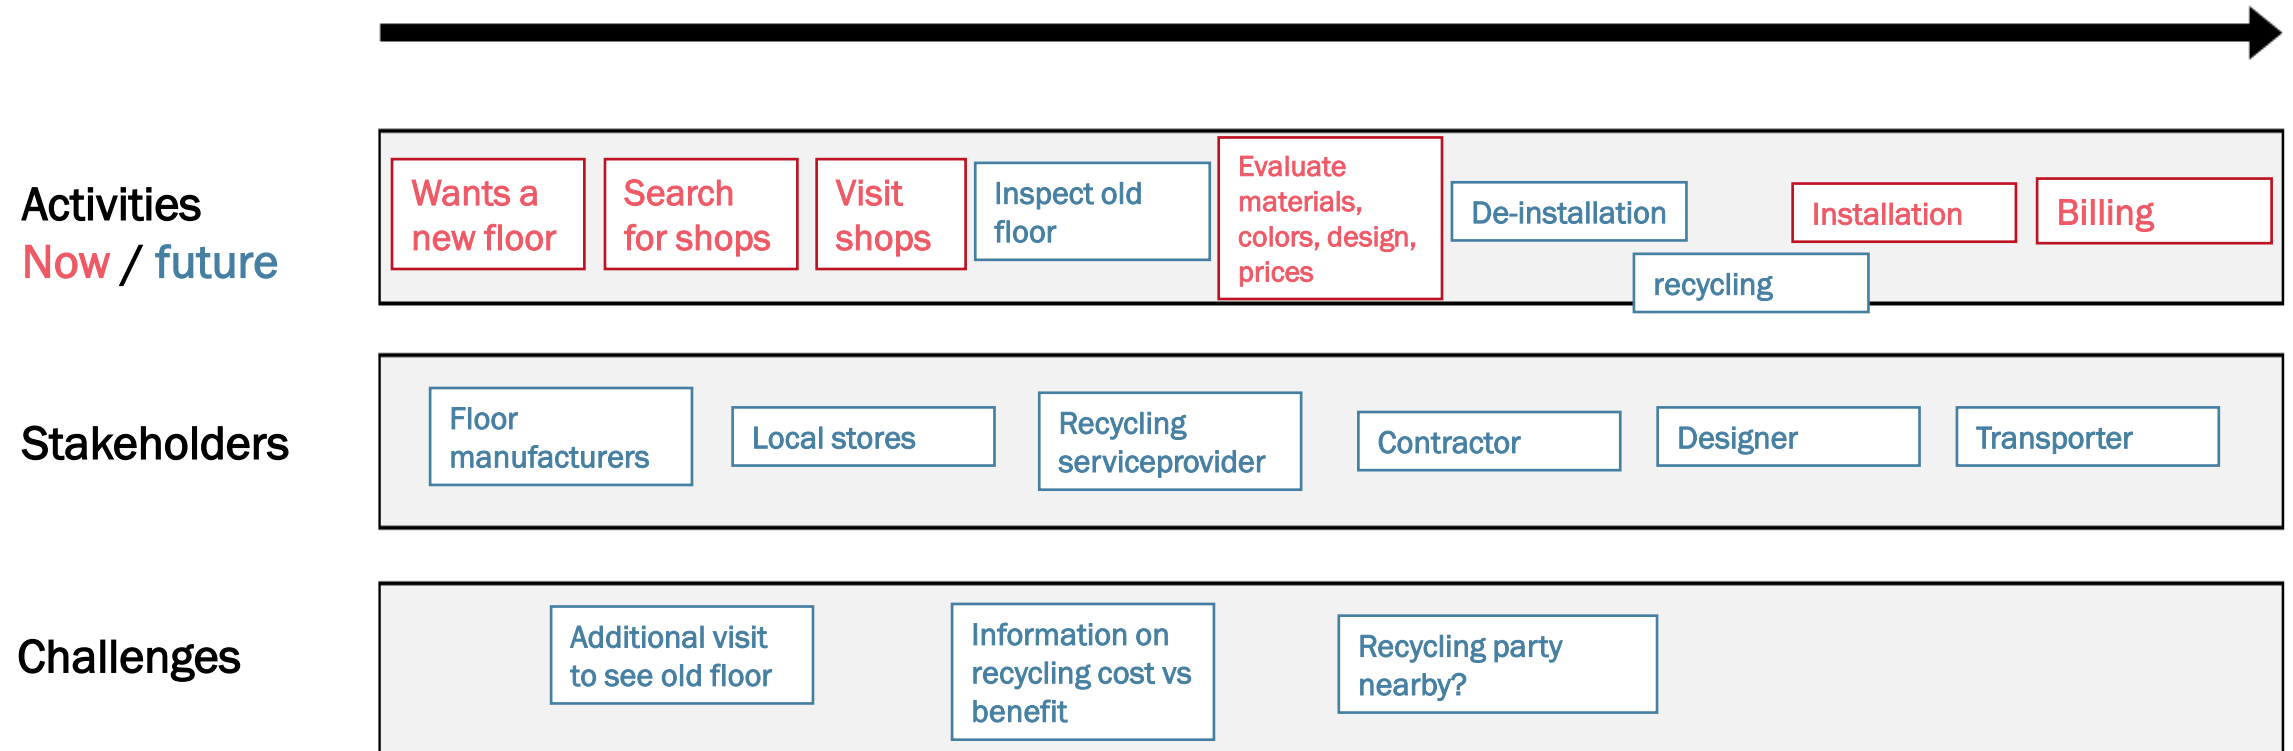 Activities
Now / future
Wants a
new floor
Search
for shops
Visit
shops
Inspect old
floor
Evaluate
materials,
colors, design,
prices
De-installation
recycling
Installation
Billing
Stakeholders
Floor
manufacturers
Local stores
Recycling
serviceprovider
Contractor
Designer
Transporter
Challenges
Additional visit
to see old floor
Information on
recycling cost vs
benefit
Recycling party
nearby?